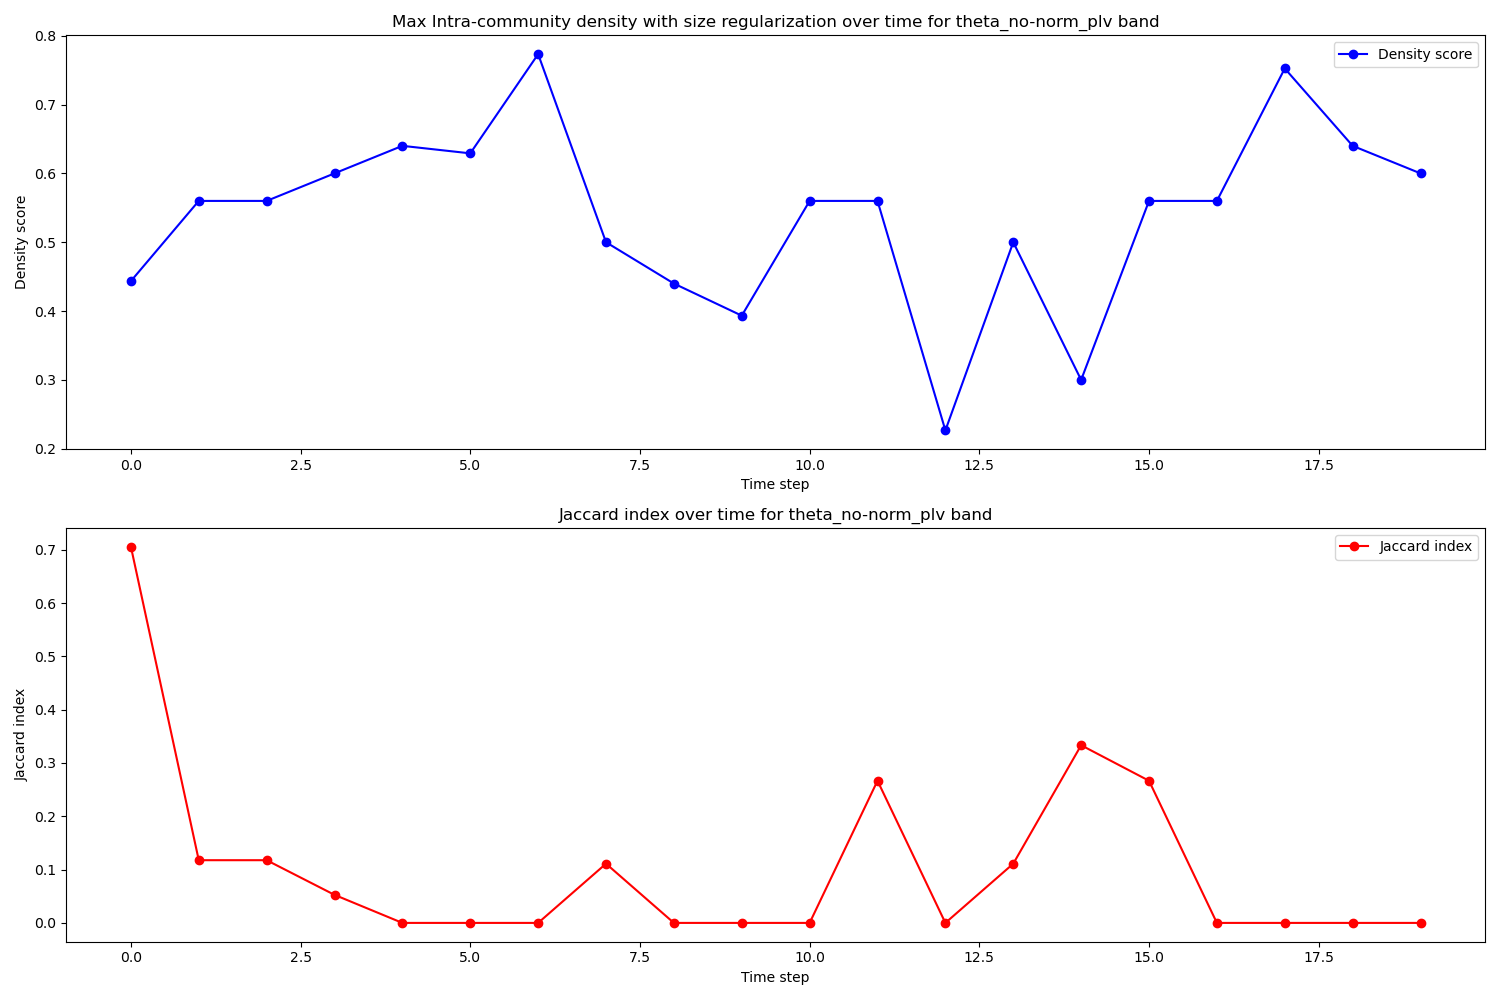 Max Intra-community density with size regularization over time for theta_no-norm_plv band
Density score
0.8
0.7
0.6
0.5
0.4
0.3
0.2
Density score
0.0 2.5 5.0 7.5 10.0 12.5 15.0 17.5
Time step
Jaccard index over time for theta_no-norm_plv band
Jaccard index
0.7
0.6
0.5
0.4
0.3
0.2
0.1
0.0
Jaccard index
0.0 2.5 5.0 7.5 10.0 12.5 15.0 17.5
Time step